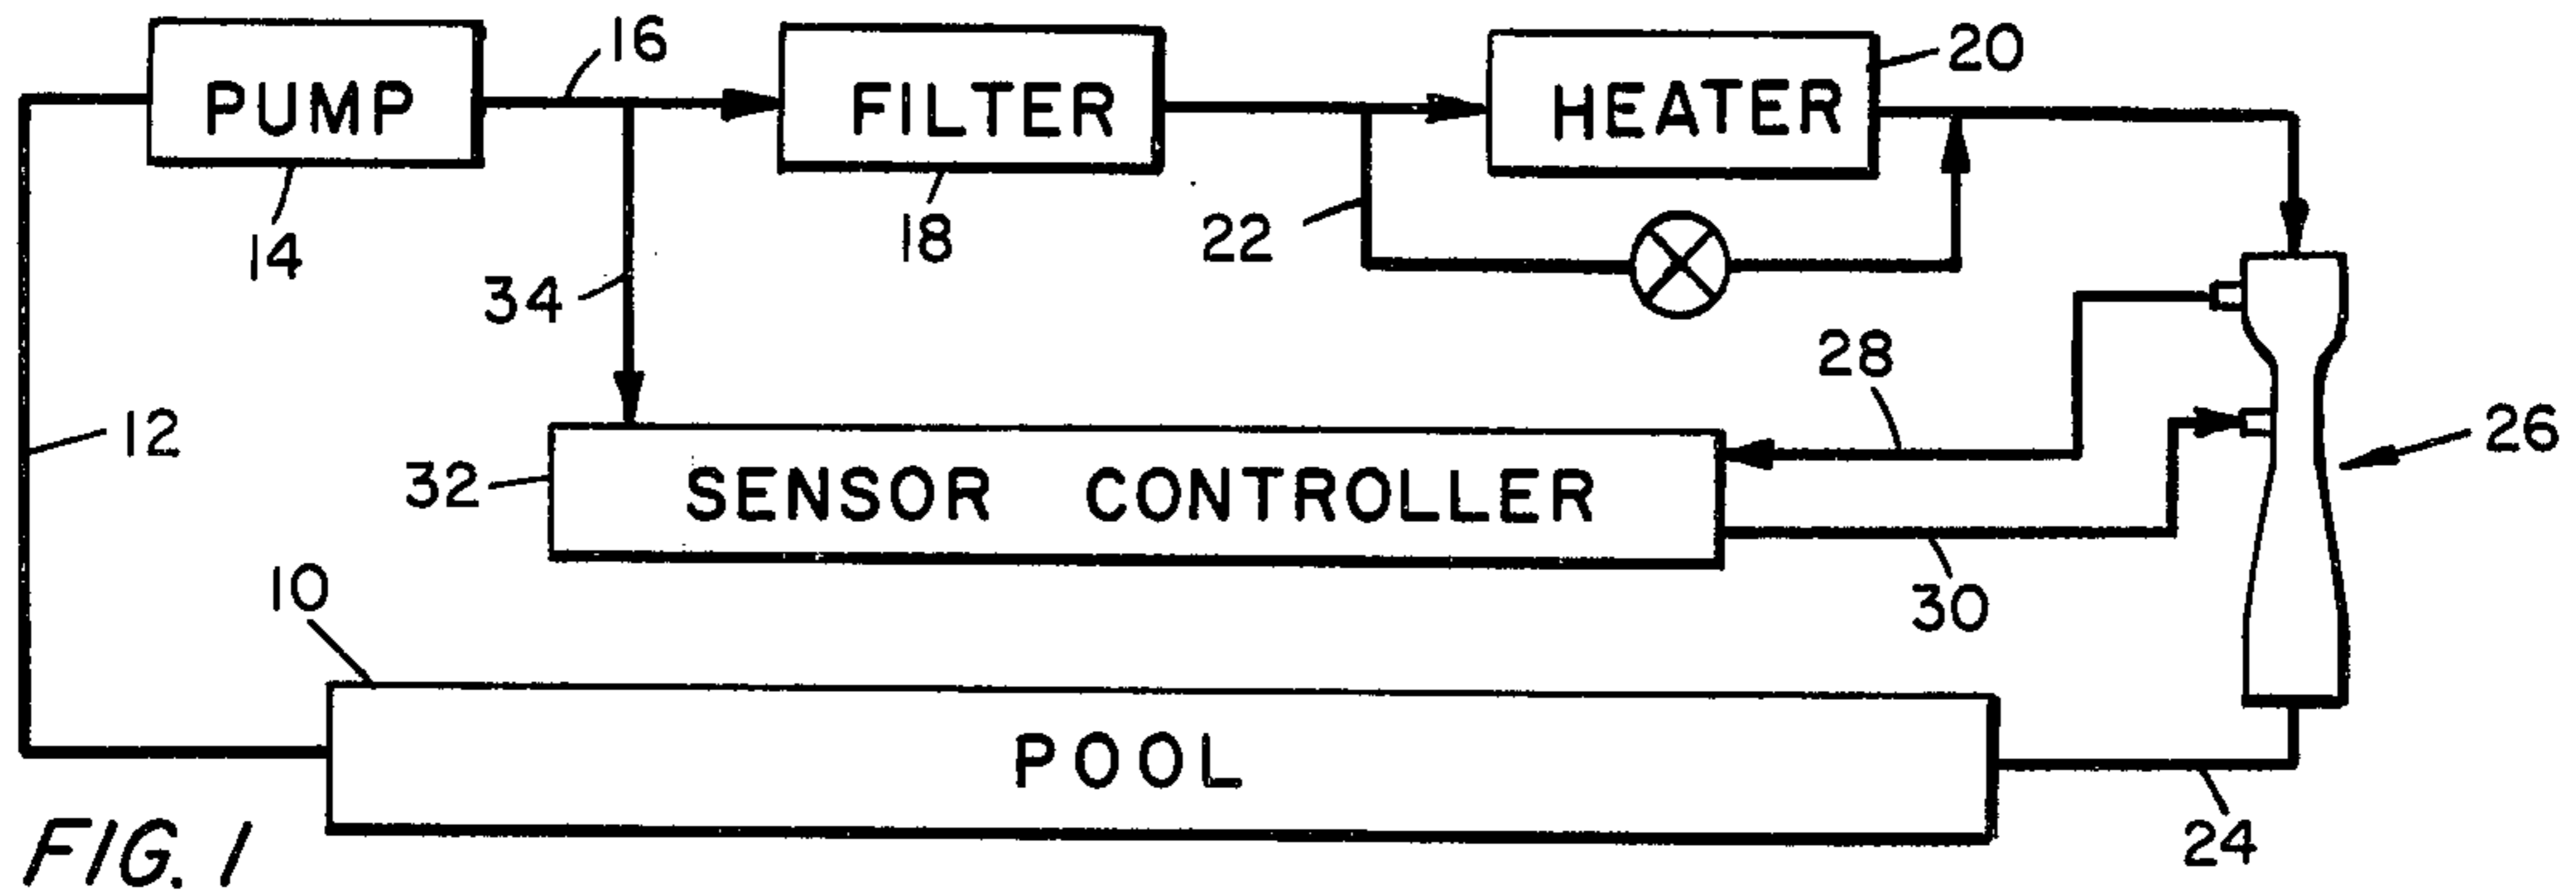 16
20
PUMP
FILTER
HEATER
14
18
22
34
28
12
32
SENSOR CONTROLLER
26
10
30
POOL
24
FIG. 1